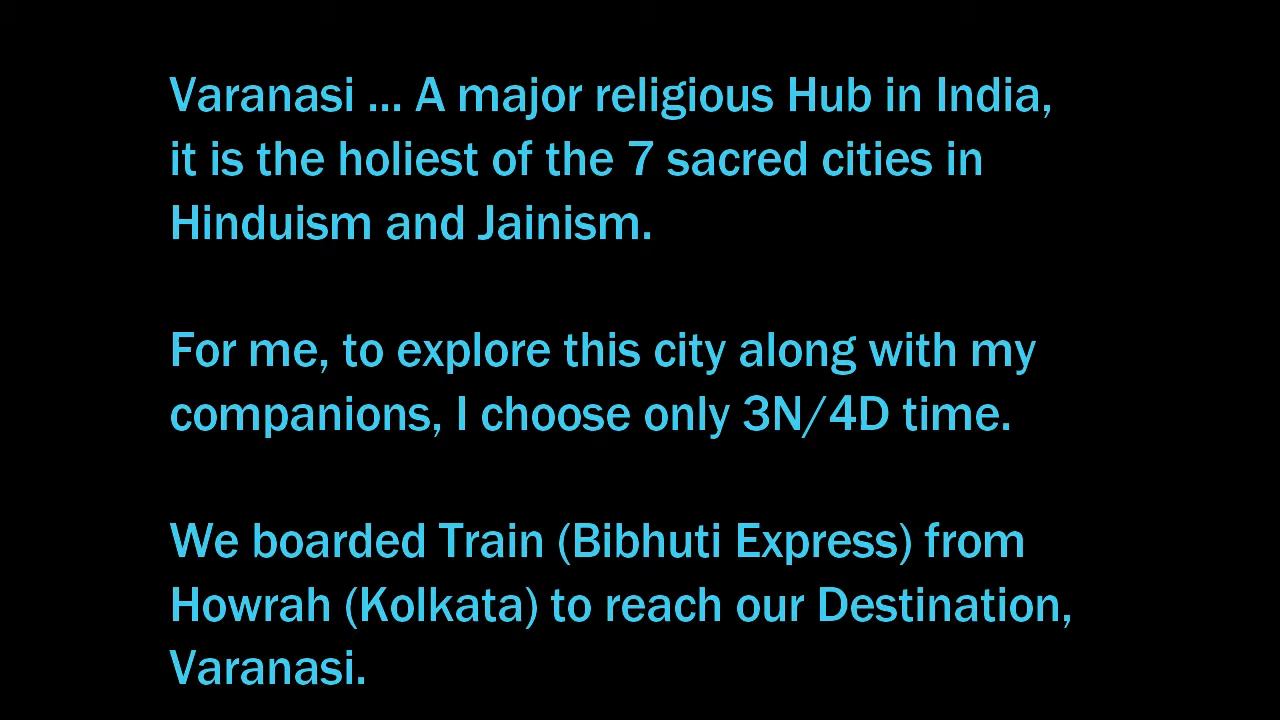 Varanasi ... A major religious Hub in India,
it is the holiest of the 7 sacred cities in
Hinduism and Jainism.
For me, to explore this city along with my
companions, I choose only 3N/4D time.
We boarded Train (Bibhuti Express) from
Howrah (Kolkata) to reach our Destination,
Varanasi.